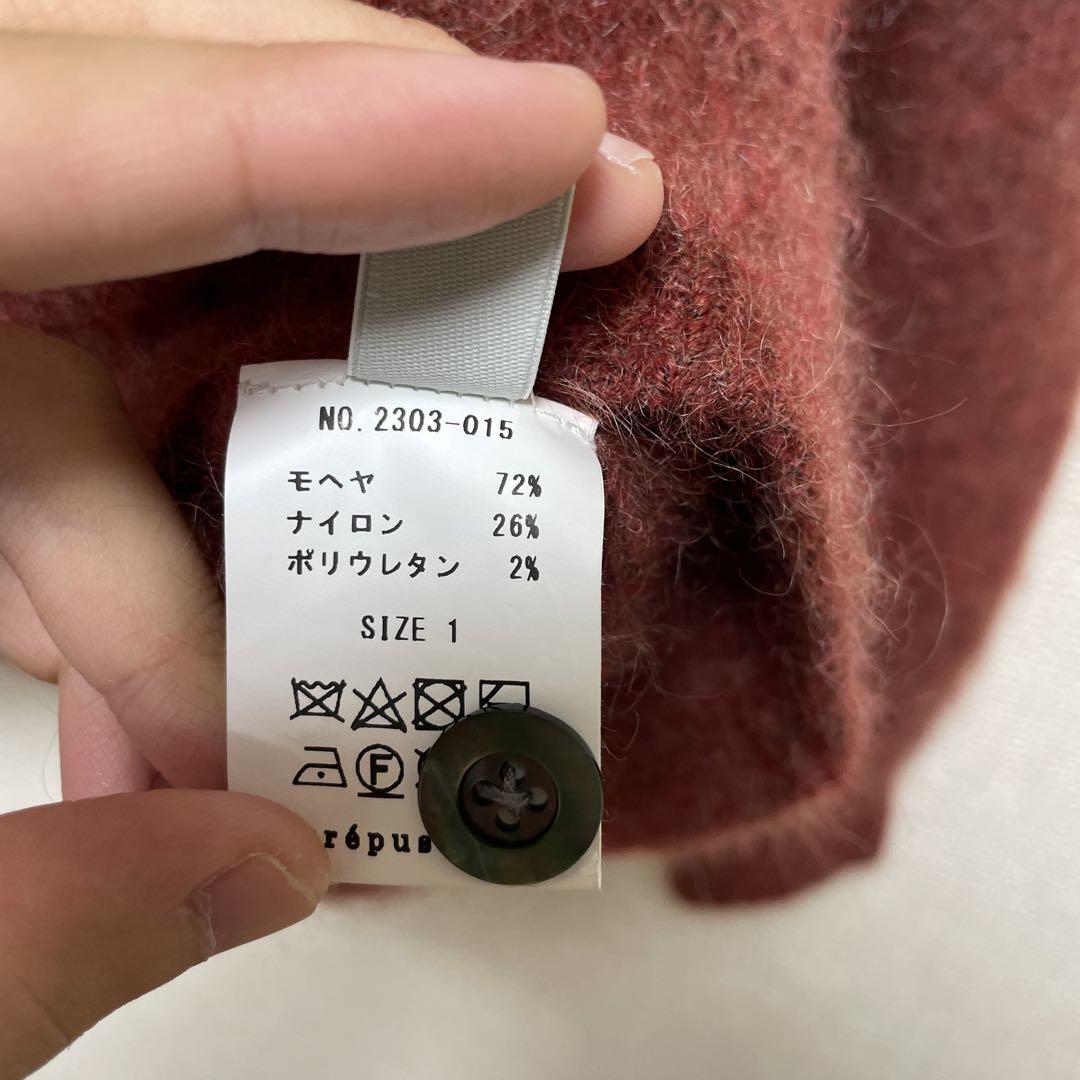 NO. 2303-015
モヘヤ 72%
ナイロン 26%
ポリウレタン 2%
SIZE 1
F